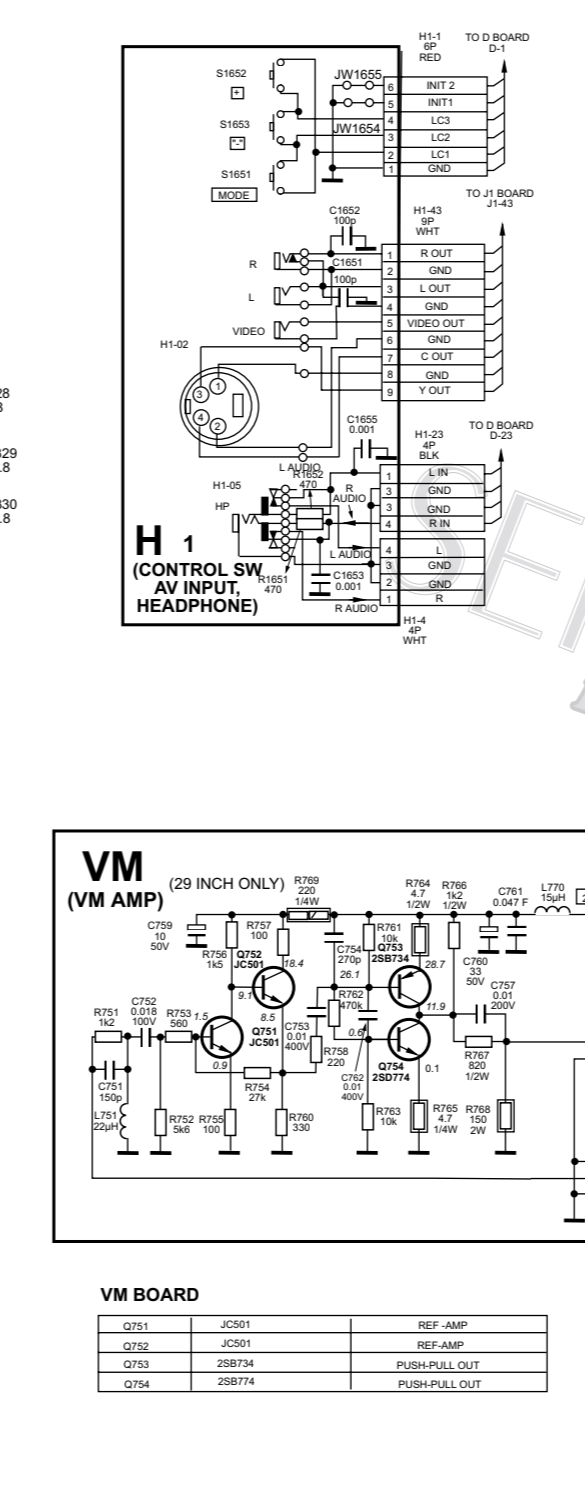 H1-1
6P
RED
TO D BOARD
D-1
S1652
+
S1653
"-"
S1651
MODE
JW1655
JW1654
6 INIT 2
5 INIT1
4 LC3
3 LC2
2 LC1
1 GND
TO J1 BOARD
J1-43
H1-43
9P
WHT
C1652
100p
C1651
100p
R
L
VIDEO
1 R OUT
2 GND
3 L OUT
4 GND
5 VIDEO OUT
6 GND
7 C OUT
8 GND
9 Y OUT
H1-02
3
1
4
2
28
329
.8
330
.8
C1655
0.001
H1-23
4P
BLK
TO D BOARD
D-23
L AUDIO
R1652
470
R
AUDIO
H1-05
HP
1 L IN
3 GND
3 GND
4 R IN
L AUDIO
4 L
3 GND
2 GND
1 R
R1651
470
C1653
0.001
R AUDIO
H1-4
4P
WHT
H 1
(CONTROL SW
AV INPUT,
HEADPHONE)
VM
(VM AMP)
(29 INCH ONLY)
R769
220
1/4W
R764
4.7
1/2W
R766
1k2
1/2W
C761
0.047 F
L770
15µH
2
C759
10
50V
R757
100
R756
1k5
Q752
JC501
18.4
9.1
C754
270p
26.1
R761
10k
Q753
2SB734
28.7
C760
33
50V
C757
0.01
200V
R762
470k
11.9
R751
1k2
C752
0.018
100V
R753
560
1.5
Q751
JC501
8.5
0.9
C753
0.01
400V
R758
220
0.6
C762
0.01
400V
Q754
2SD774
0.1
R767
820
1/2W
C751
150p
L751
22µH
R754
27k
R752
5k6
R755
100
R760
330
R763
10k
R765
4.7
1/4W
R768
150
2W
VM BOARD
Q751 JC501 REF -AMP
Q752 JC501 REF-AMP
Q753 2SB734 PUSH-PULL OUT
Q754 2SB774 PUSH-PULL OUT